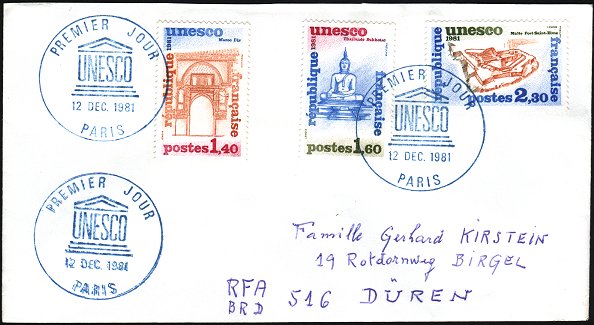 PREMIER JOUR
UNESCO
12 DEC. 1981
PARIS
unesco
1981
Maroc Fès
république
française
postes 1,40
unesco
1981
Thaïlande Sukhotai
république
française
postes 1,60
unesco
1981
Malte Fort Saint-Elme
république
française
postes 2,30
PREMIER JOUR
UNESCO
12 DEC. 1981
PARIS
PREMIER JOUR
UNESCO
12 DEC. 1981
PARIS
Famille Gerhard KIRSTEIN
19 Rotdornweg BIRGEL
RFA 516 DÜREN
BRD